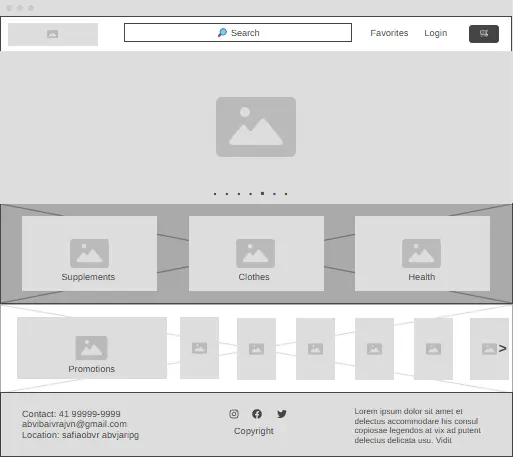 🔎 Search
Favorites
Login
Supplements
Clothes
Health
Promotions
>
Contact: 41 99999-9999
abvibaivrajvn@gmail.com
Location: safiaobvr abvjaripg
Copyright
Lorem ipsum dolor sit amet et
delectus accommodare his consul
copiosae legendos at vix ad putent
delectus delicata usu. Vidit